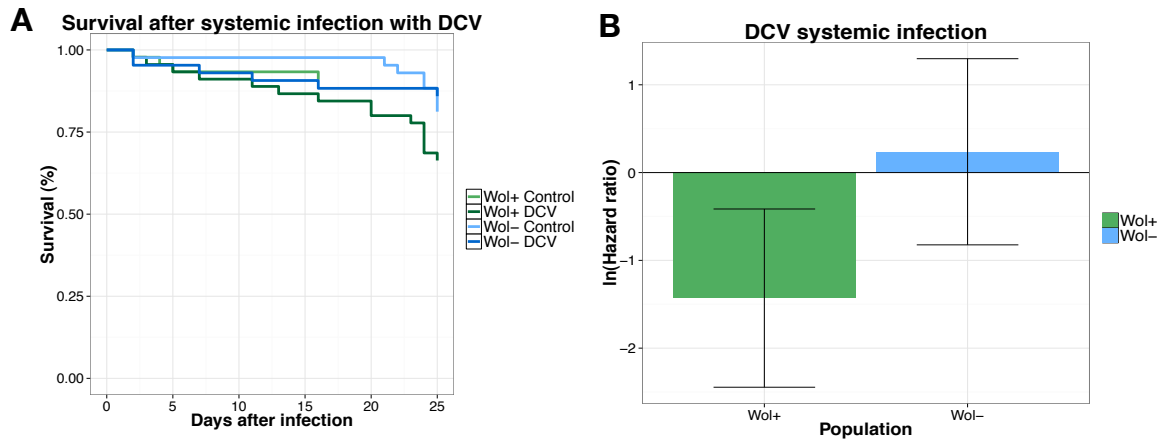 A
Survival after systemic infection with DCV
1.00
0.75
0.50
0.25
0.00
Survival (%)
0
5
10
15
20
25
Days after infection
Wol+ Control
Wol+ DCV
Wol− Control
Wol− DCV
B
DCV systemic infection
1
0
−1
−2
ln(Hazard ratio)
Wol+
Wol−
Population
Wol+
Wol−